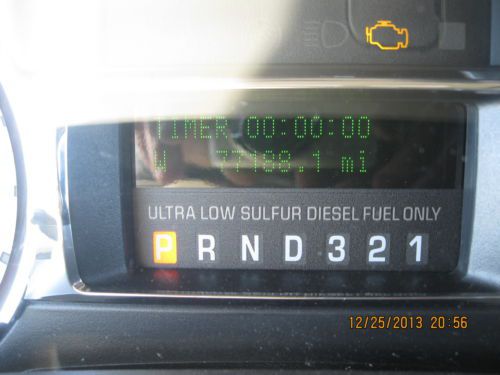 TIMER 00:00:00
W 77188.1 mi
ULTRA LOW SULFUR DIESEL FUEL ONLY
P R N D 3 2 1
12/25/2013 20:56